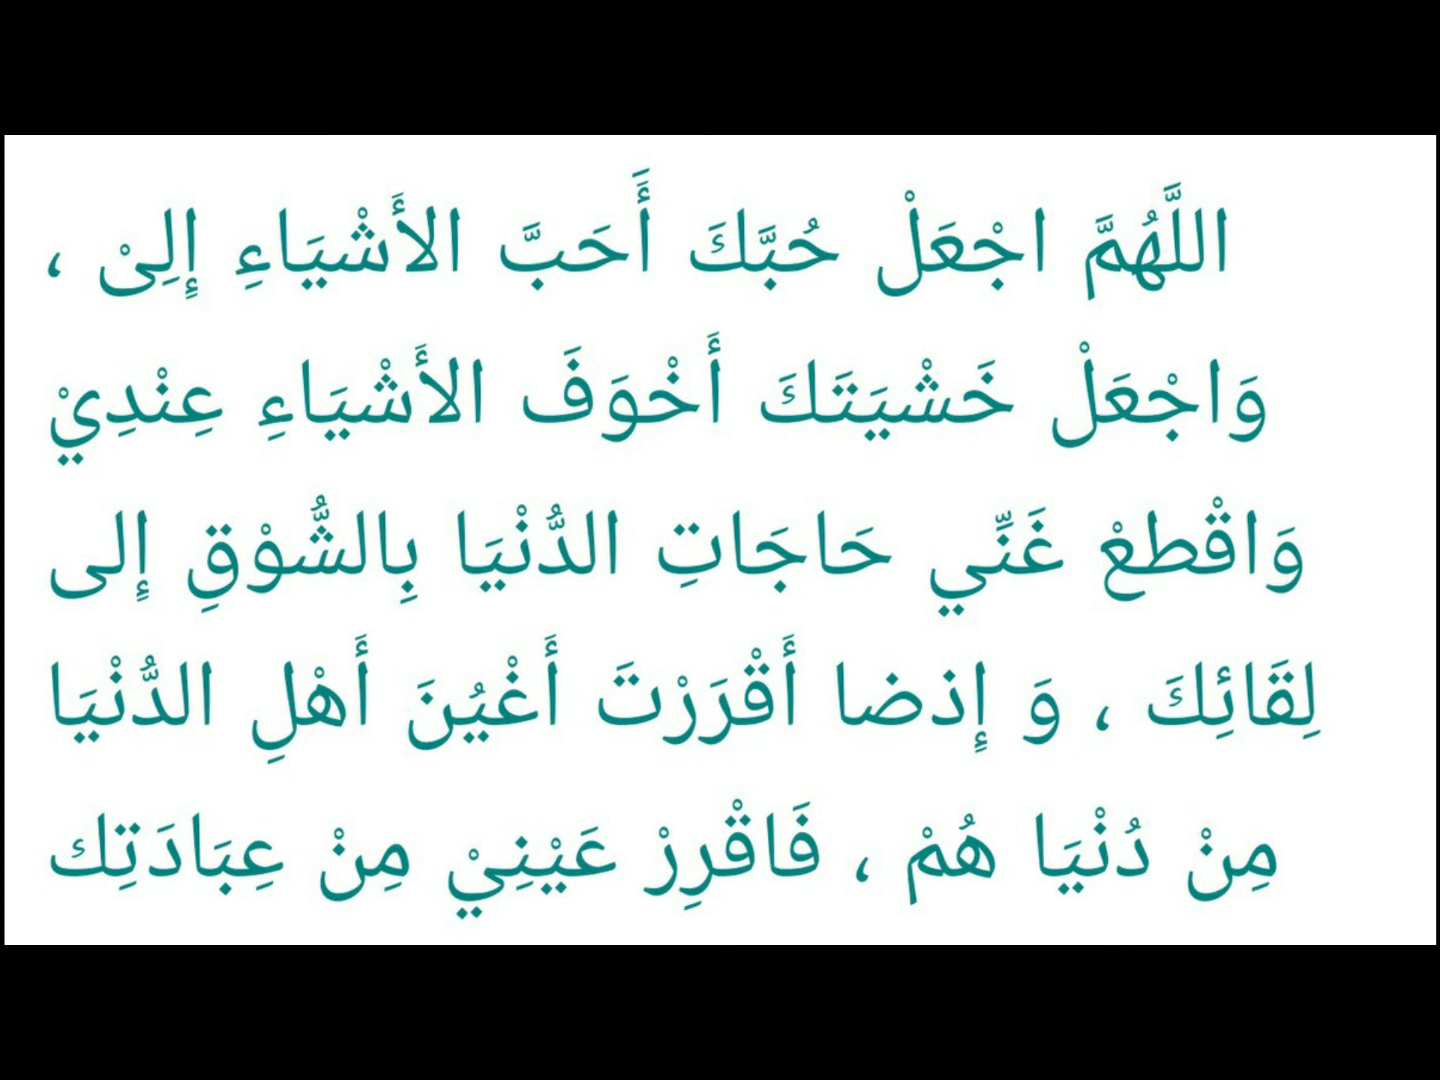 اللَّهُمَّ اجْعَلْ حُبَّكَ أَحَبَّ الأَشْيَاءِ إِلِىْ ،
وَاجْعَلْ خَشْيَتَكَ أَخْوَفَ الأَشْيَاءِ عِنْدِيْ
وَاقْطعْ غَنِّي حَاجَاتِ الدُّنْيَا بِالشُّوْقِ إِلى
لِقَائِكَ ، وَ إِذضا أَقْرَرْتَ أَغْيُنَ أَهْلِ الدُّنْيَا
مِنْ دُنْيَا هُمْ ، فَاقْرِرْ عَيْنِيْ مِنْ عِبَادَتِك